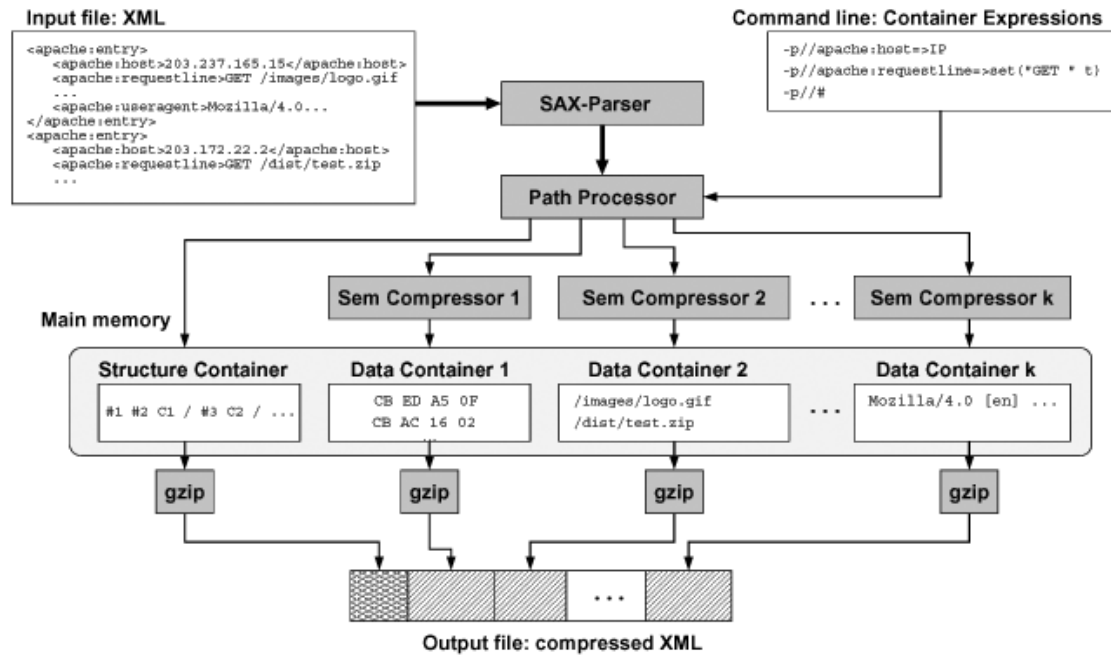 Input file: XML
<apache:entry>
<apache:host>203.237.165.15</apache:host>
<apache:requestline>GET /images/logo.gif
...
<apache:useragent>Mozilla/4.0...
</apache:entry>
<apache:entry>
<apache:host>203.172.22.2</apache:host>
<apache:requestline>GET /dist/test.zip
...
Command line: Container Expressions
-p//apache:host=>IP
-p//apache:requestline=>set("GET " t)
-p//#
SAX-Parser
Path Processor
Sem Compressor 1
Sem Compressor 2
...
Sem Compressor k
Main memory
Structure Container
#1 #2 C1 / #3 C2 / ...
Data Container 1
CB ED A5 0F
CB AC 16 02
...
Data Container 2
/images/logo.gif
/dist/test.zip
...
Data Container k
Mozilla/4.0 [en] ...
gzip
gzip
gzip
gzip
...
Output file: compressed XML